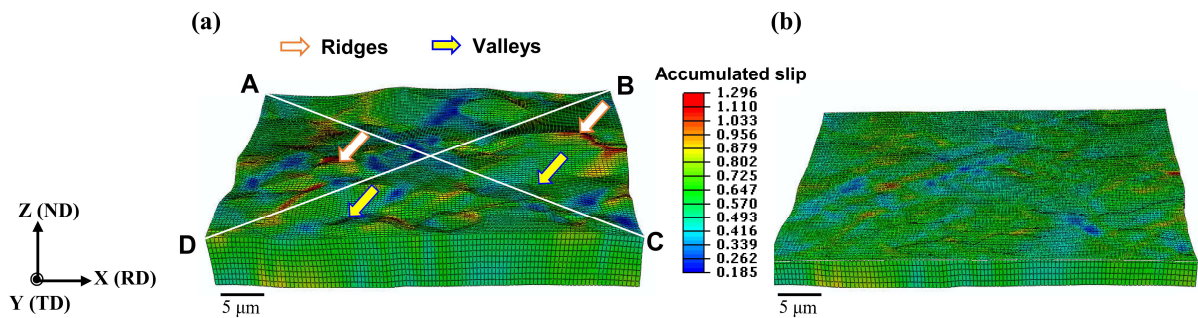 (a)
(b)
Ridges
Valleys
A
B
Accumulated slip
1.296
1.110
1.033
0.956
0.879
0.802
0.725
0.647
0.570
0.493
0.416
0.339
0.262
0.185
Z (ND)
X (RD)
Y (TD)
D
C
5 μm
5 μm